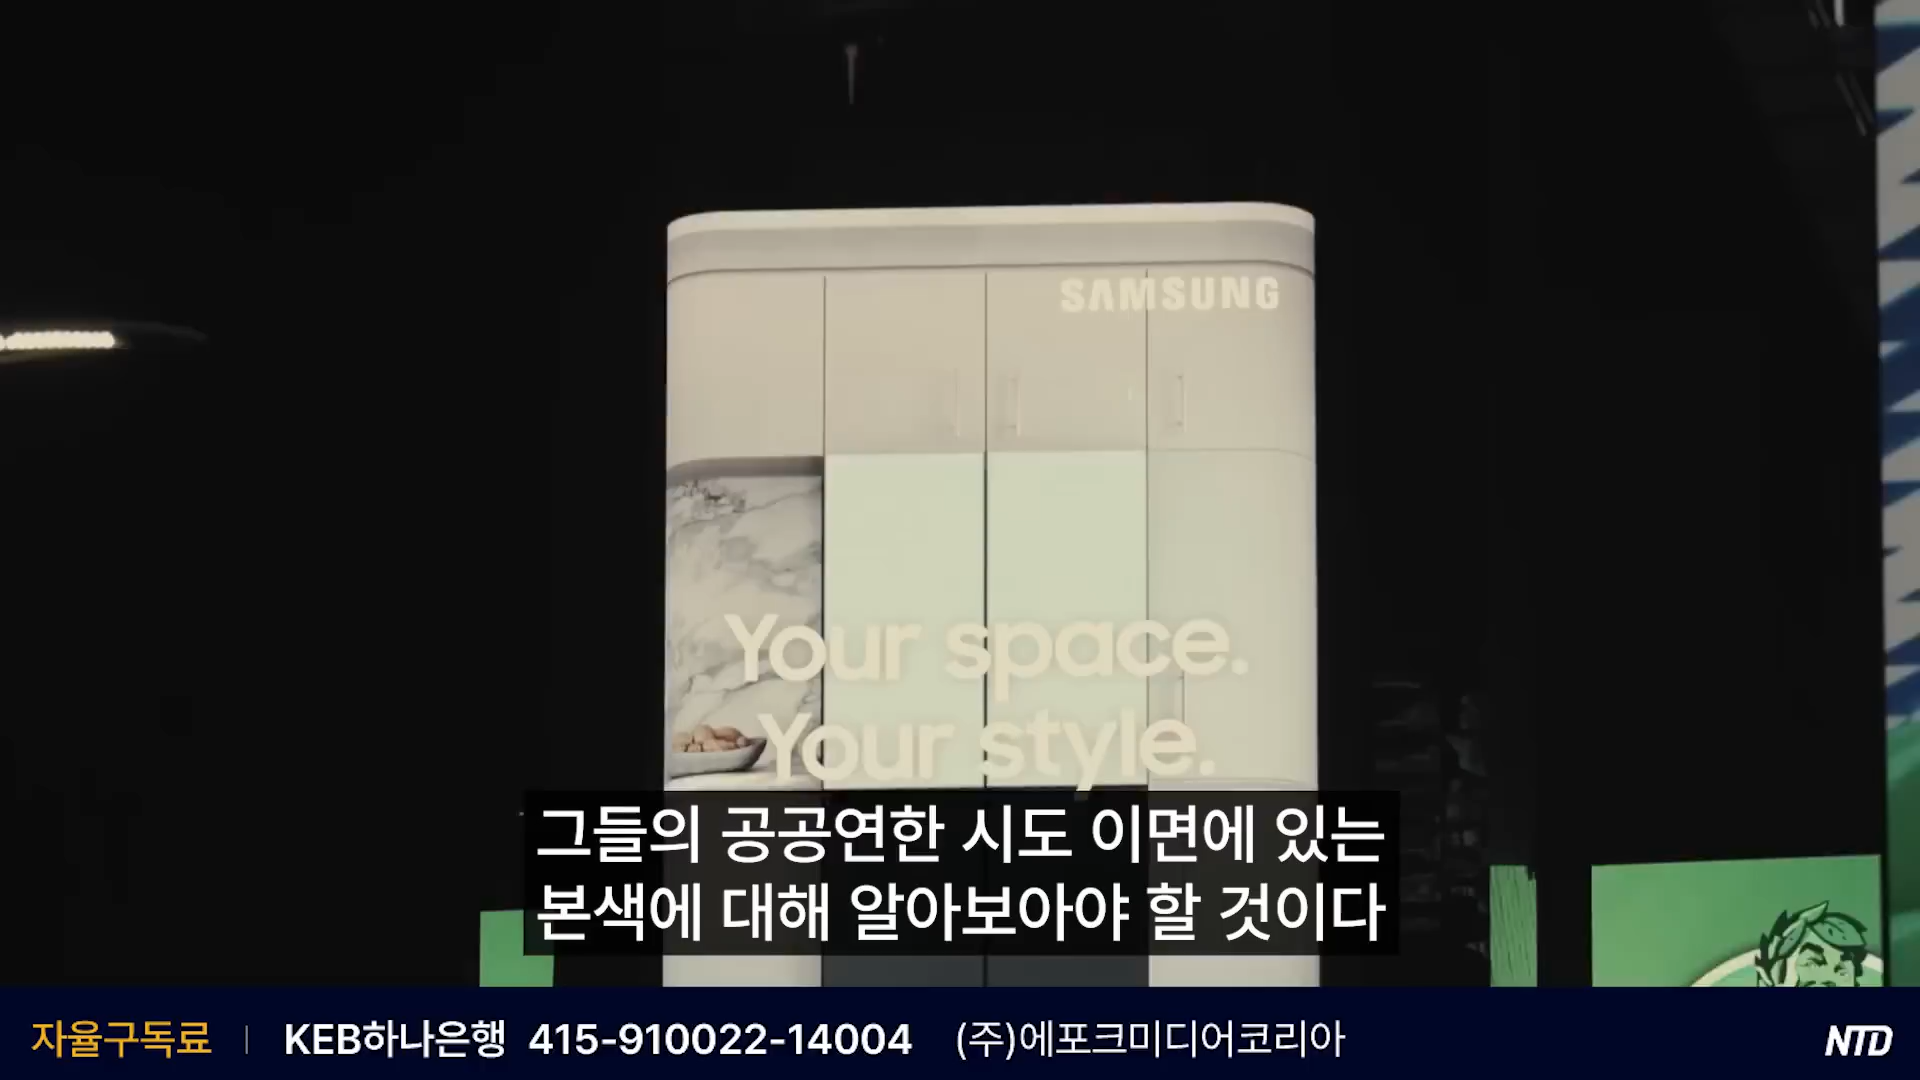 SAMSUNG
Your space.
Your style.
그들의 공공연한 시도 이면에 있는
본색에 대해 알아보아야 할 것이다
자율구독료 | KEB하나은행 415-910022-14004 (주)에포크미디어코리아
NTD